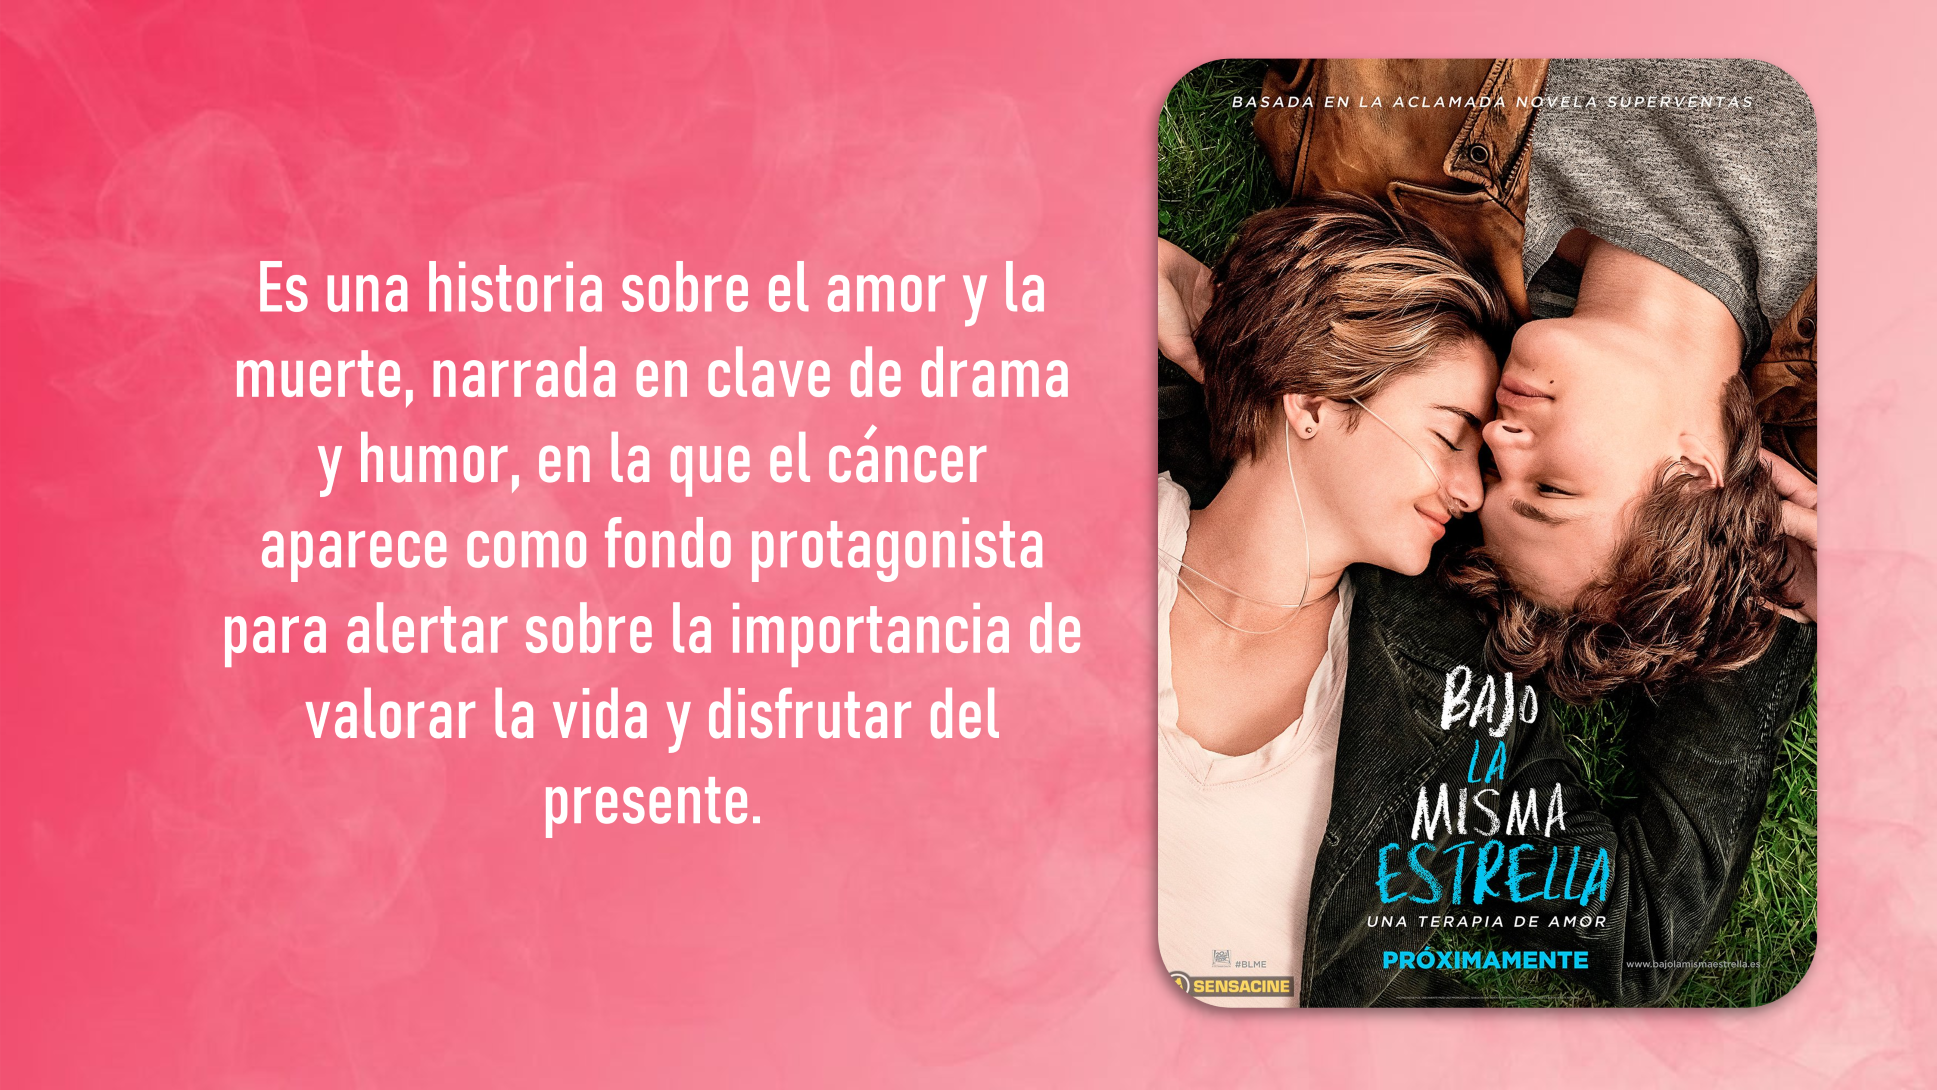 Es una historia sobre el amor y la
muerte, narrada en clave de drama
y humor, en la que el cáncer
aparece como fondo protagonista
para alertar sobre la importancia de
valorar la vida y disfrutar del
presente.
BASADA EN LA ACLAMADA NOVELA SUPERVENTAS
BAJO
LA
MISMA
ESTRELLA
UNA TERAPIA DE AMOR
PRÓXIMAMENTE
#BLME
www.bajolamismaestrella.es
SENSACINE